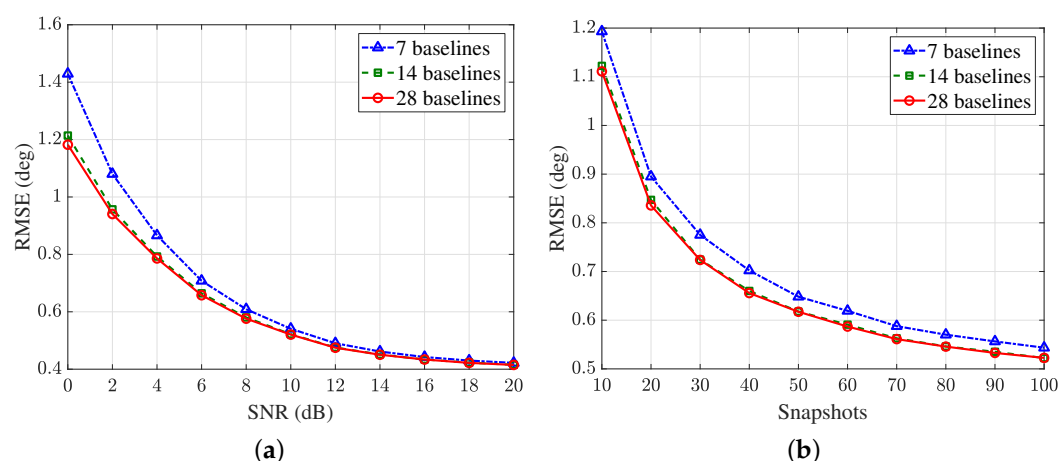 1.6
1.4
1.2
1
0.8
0.6
0.4
RMSE (deg)
0 2 4 6 8 10 12 14 16 18 20
SNR (dB)
7 baselines
14 baselines
28 baselines
(a)
1.2
1.1
1
0.9
0.8
0.7
0.6
0.5
RMSE (deg)
10 20 30 40 50 60 70 80 90 100
Snapshots
7 baselines
14 baselines
28 baselines
(b)